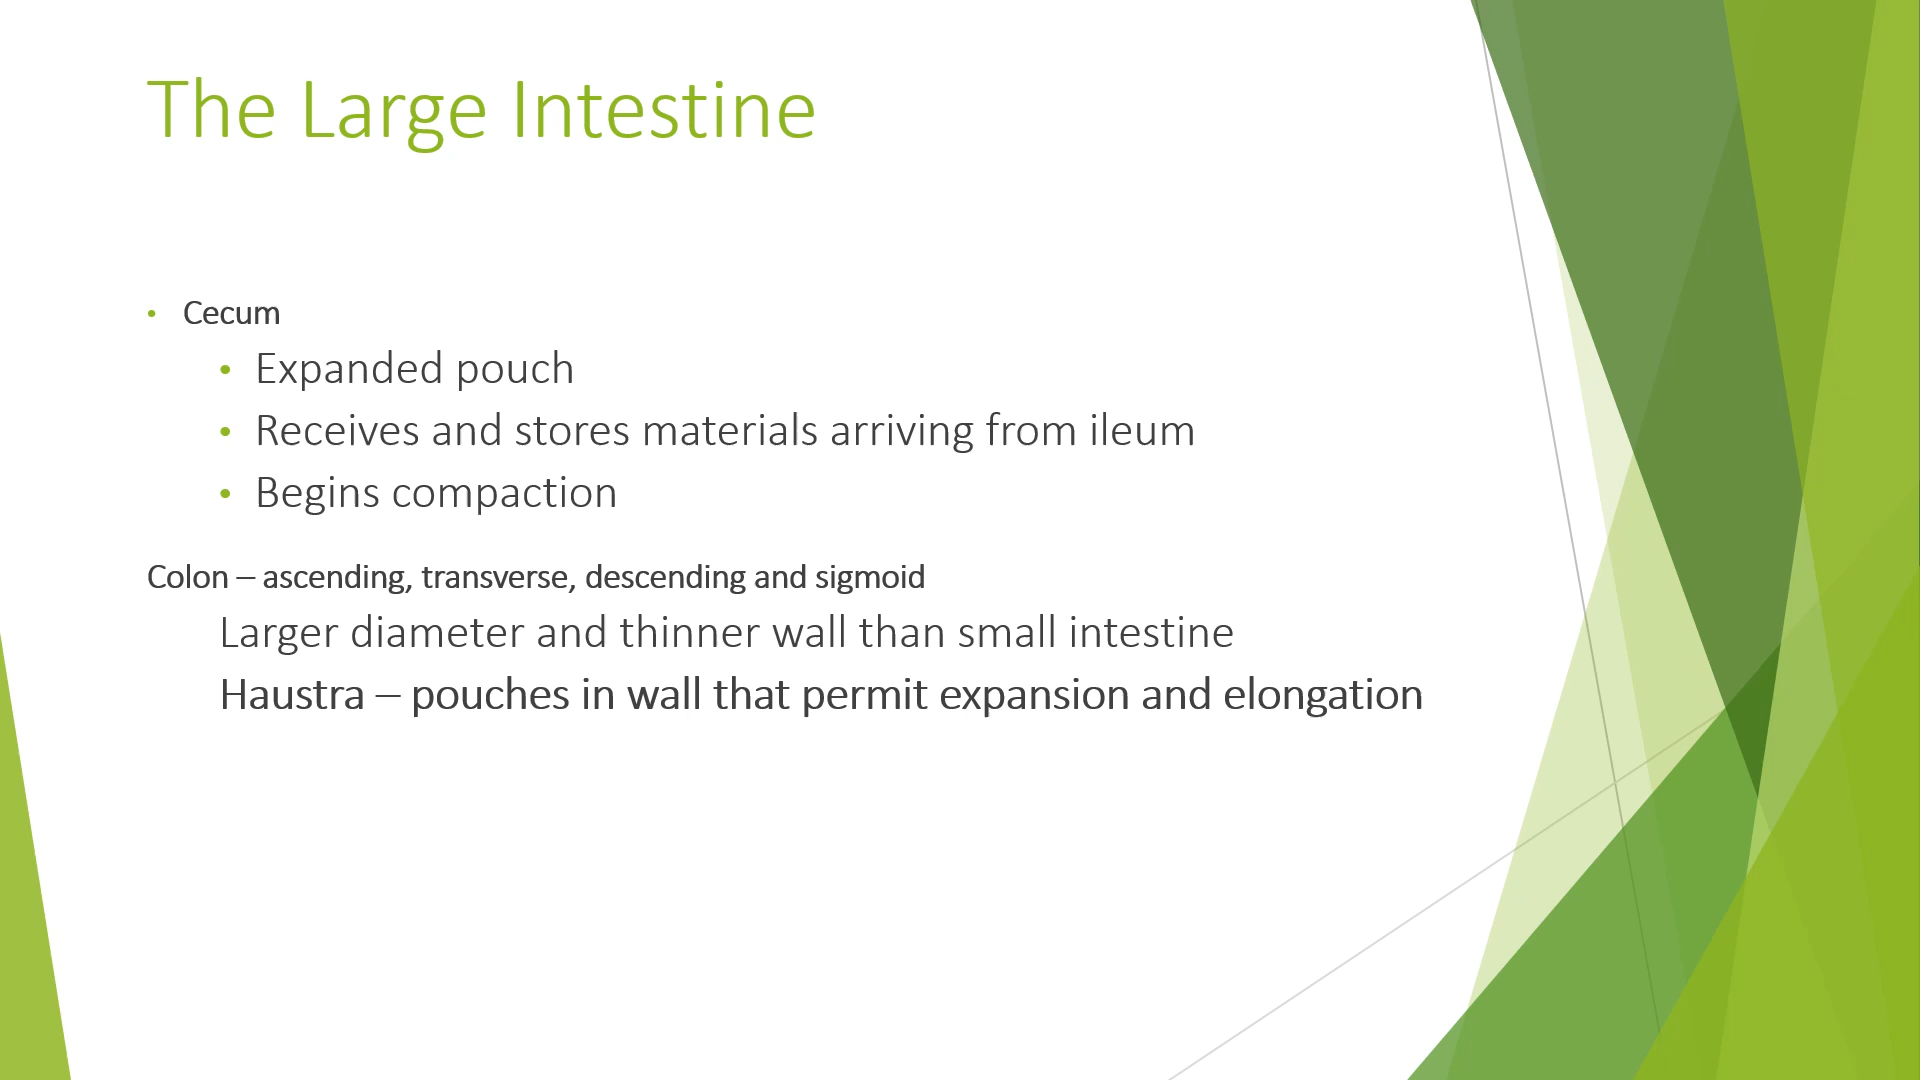 The Large Intestine
• Cecum
• Expanded pouch
• Receives and stores materials arriving from ileum
• Begins compaction
Colon – ascending, transverse, descending and sigmoid
Larger diameter and thinner wall than small intestine
Haustra – pouches in wall that permit expansion and elongation